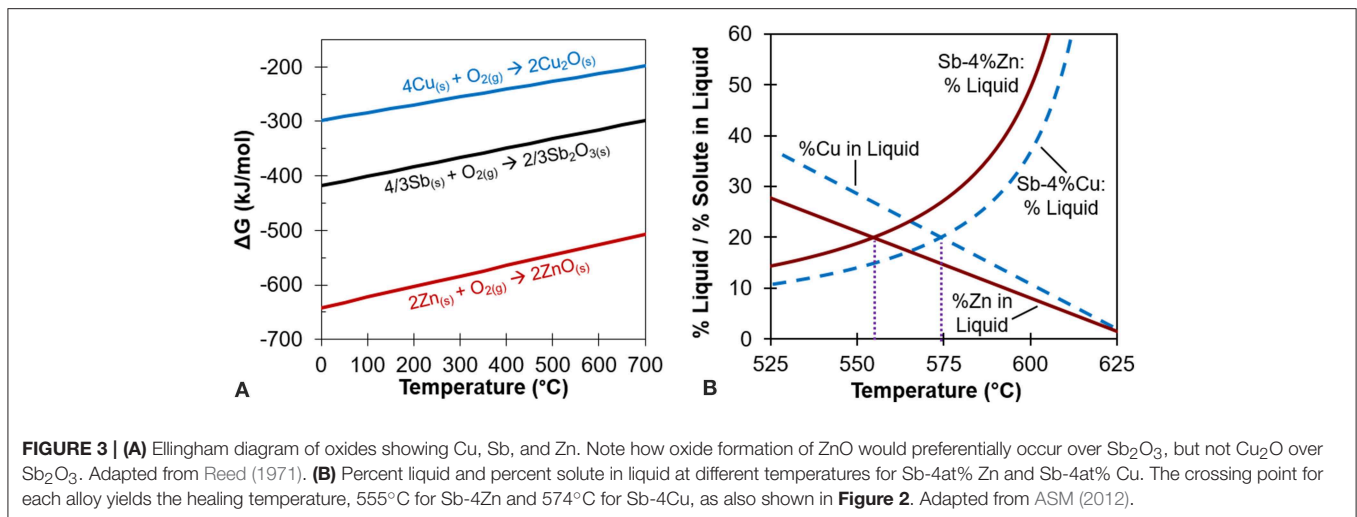 -200
-300
-400
-500
-600
-700
ΔG (kJ/mol)
4Cu(s) + O2(g) → 2Cu2O(s)
4/3Sb(s) + O2(g) → 2/3Sb2O3(s)
2Zn(s) + O2(g) → 2ZnO(s)
0 100 200 300 400 500 600 700
Temperature (°C)
A
60
50
40
30
20
10
0
% Liquid / % Solute in Liquid
Sb-4%Zn:
% Liquid
%Cu in Liquid
Sb-4%Cu:
% Liquid
%Zn in
Liquid
525 550 575 600 625
Temperature (°C)
B
FIGURE 3 | (A) Ellingham diagram of oxides showing Cu, Sb, and Zn. Note how oxide formation of ZnO would preferentially occur over Sb2O3, but not Cu2O over
Sb2O3. Adapted from Reed (1971). (B) Percent liquid and percent solute in liquid at different temperatures for Sb-4at% Zn and Sb-4at% Cu. The crossing point for
each alloy yields the healing temperature, 555°C for Sb-4Zn and 574°C for Sb-4Cu, as also shown in Figure 2. Adapted from ASM (2012).